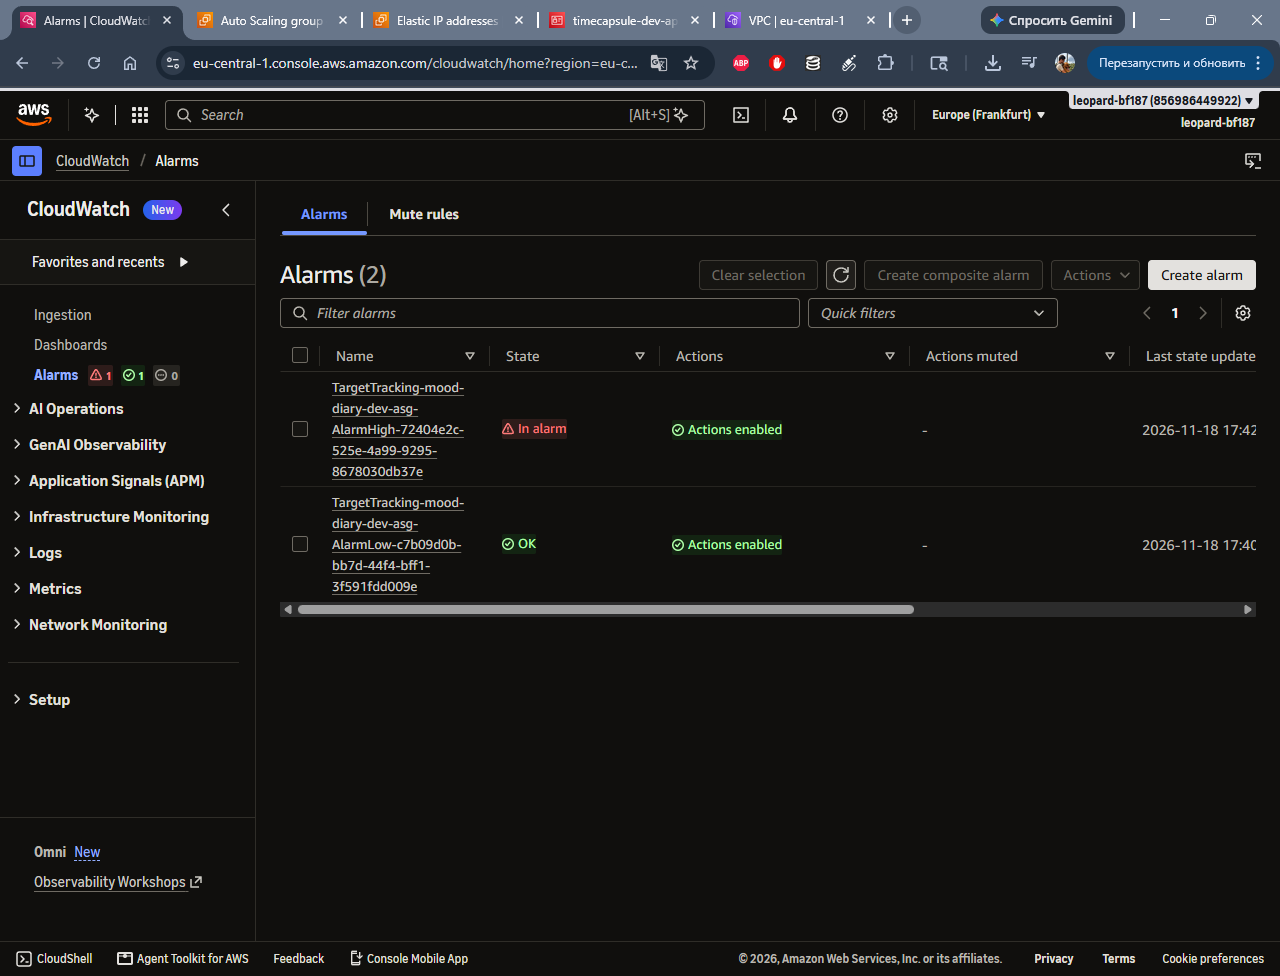 Alarms | CloudWatc
Auto Scaling group
Elastic IP addresses
timecapsule-dev-ap
VPC | eu-central-1
Спросить Gemini
eu-central-1.console.aws.amazon.com/cloudwatch/home?region=eu-c...
ABP
Перезапустить и обновить
aws
Search
[Alt+S]
Europe (Frankfurt)
leopard-bf187 (856986449922)
leopard-bf187
CloudWatch / Alarms
CloudWatch New
Favorites and recents
Ingestion
Dashboards
Alarms 1 1 0
AI Operations
GenAI Observability
Application Signals (APM)
Infrastructure Monitoring
Logs
Metrics
Network Monitoring
Setup
Omni New
Observability Workshops
Alarms
Mute rules
Alarms (2)
Clear selection
Create composite alarm
Actions
Create alarm
Filter alarms
Quick filters
1
Name
State
Actions
Actions muted
Last state update
TargetTracking-mood-
diary-dev-asg-
AlarmHigh-72404e2c-
525e-4a99-9295-
8678030db37e
In alarm
Actions enabled
-
2026-11-18 17:42
TargetTracking-mood-
diary-dev-asg-
AlarmLow-c7b09d0b-
bb7d-44f4-bff1-
3f591fdd009e
OK
Actions enabled
-
2026-11-18 17:40
CloudShell
Agent Toolkit for AWS
Feedback
Console Mobile App
© 2026, Amazon Web Services, Inc. or its affiliates.
Privacy
Terms
Cookie preferences